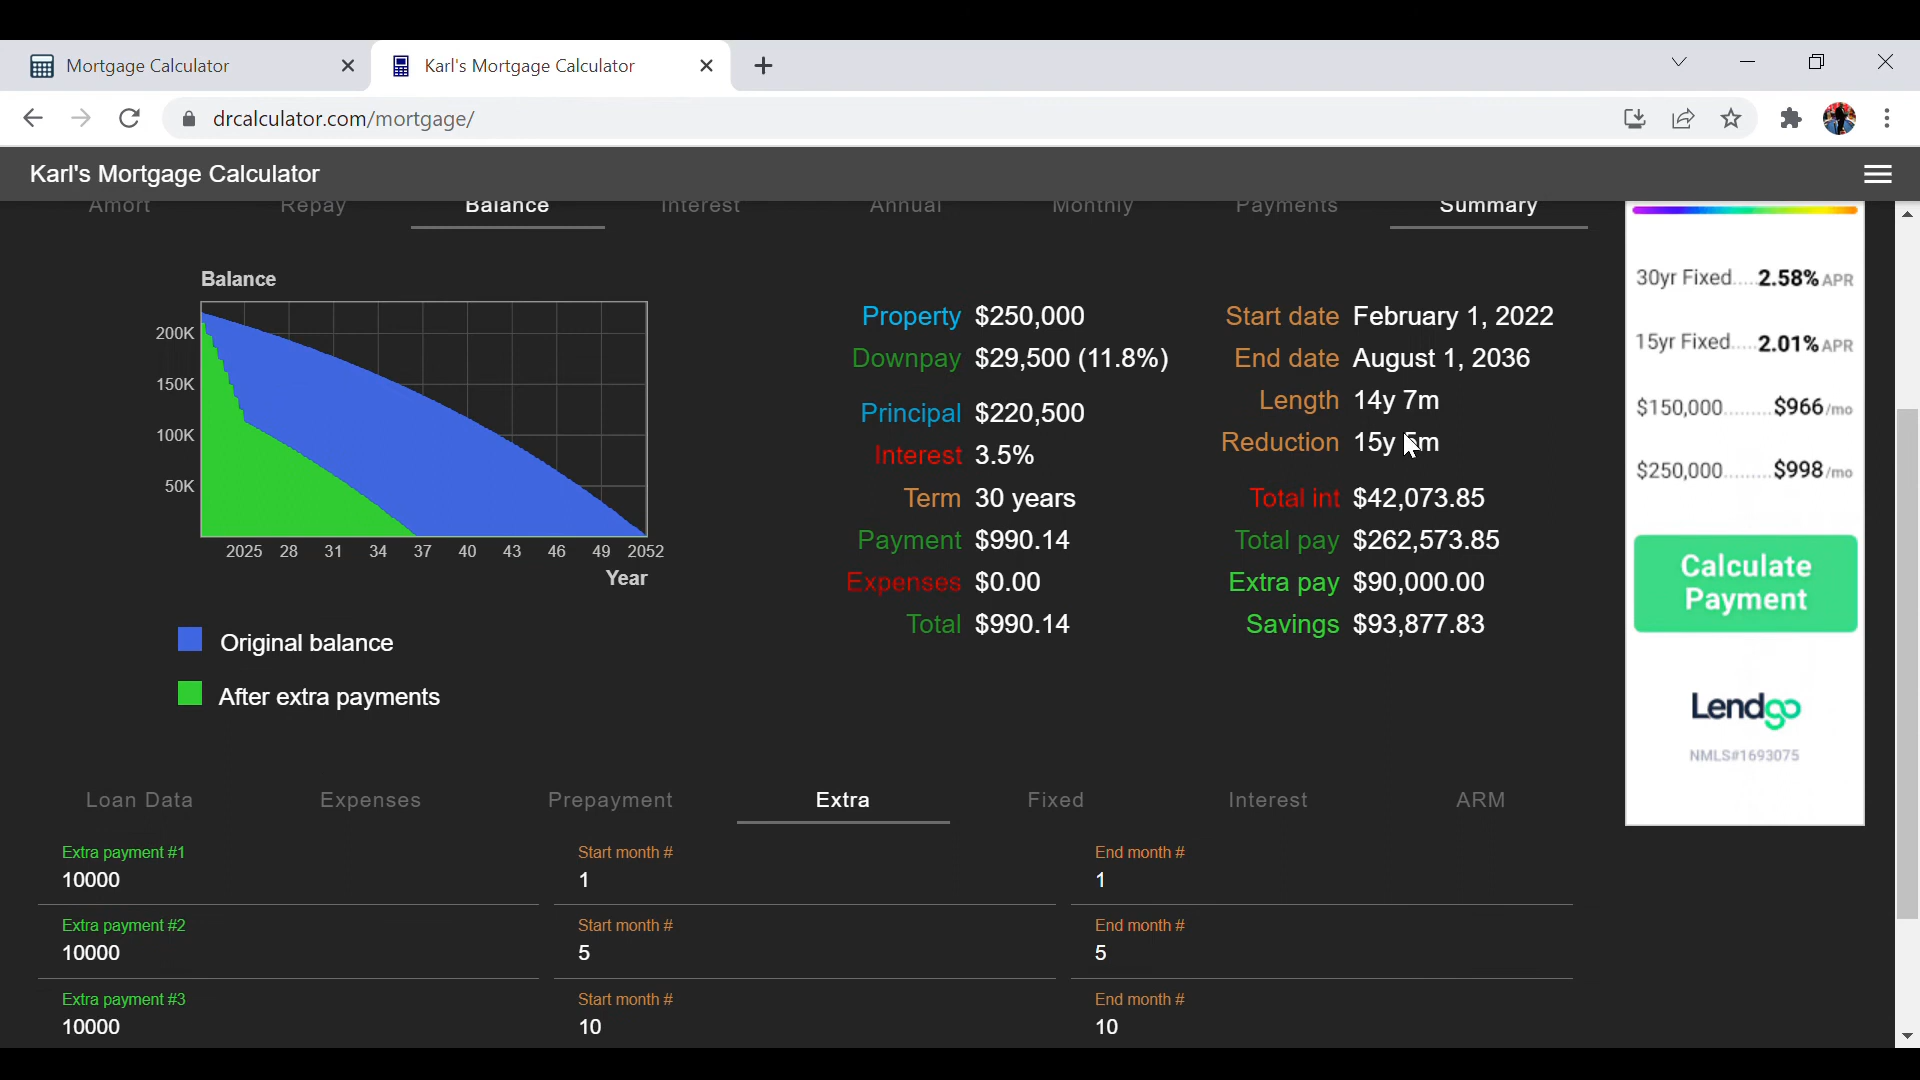 Mortgage Calculator
Karl's Mortgage Calculator
drcalculator.com/mortgage/
Karl's Mortgage Calculator
Amort Repay Balance Interest Annual Monthly Payments Summary
Balance
200K
150K
100K
50K
2025 28 31 34 37 40 43 46 49 2052
Year
Original balance
After extra payments
Property $250,000
Downpay $29,500 (11.8%)
Principal $220,500
Interest 3.5%
Term 30 years
Payment $990.14
Expenses $0.00
Total $990.14
Start date February 1, 2022
End date August 1, 2036
Length 14y 7m
Reduction 15y 5m
Total int $42,073.85
Total pay $262,573.85
Extra pay $90,000.00
Savings $93,877.83
30yr Fixed.....2.58% APR
15yr Fixed.....2.01% APR
$150,000.........$966/mo
$250,000.........$998/mo
Calculate
Payment
Lendgo
NMLS#1693075
Loan Data Expenses Prepayment Extra Fixed Interest ARM
Extra payment #1 Start month # End month #
10000 1 1
Extra payment #2 Start month # End month #
10000 5 5
Extra payment #3 Start month # End month #
10000 10 10